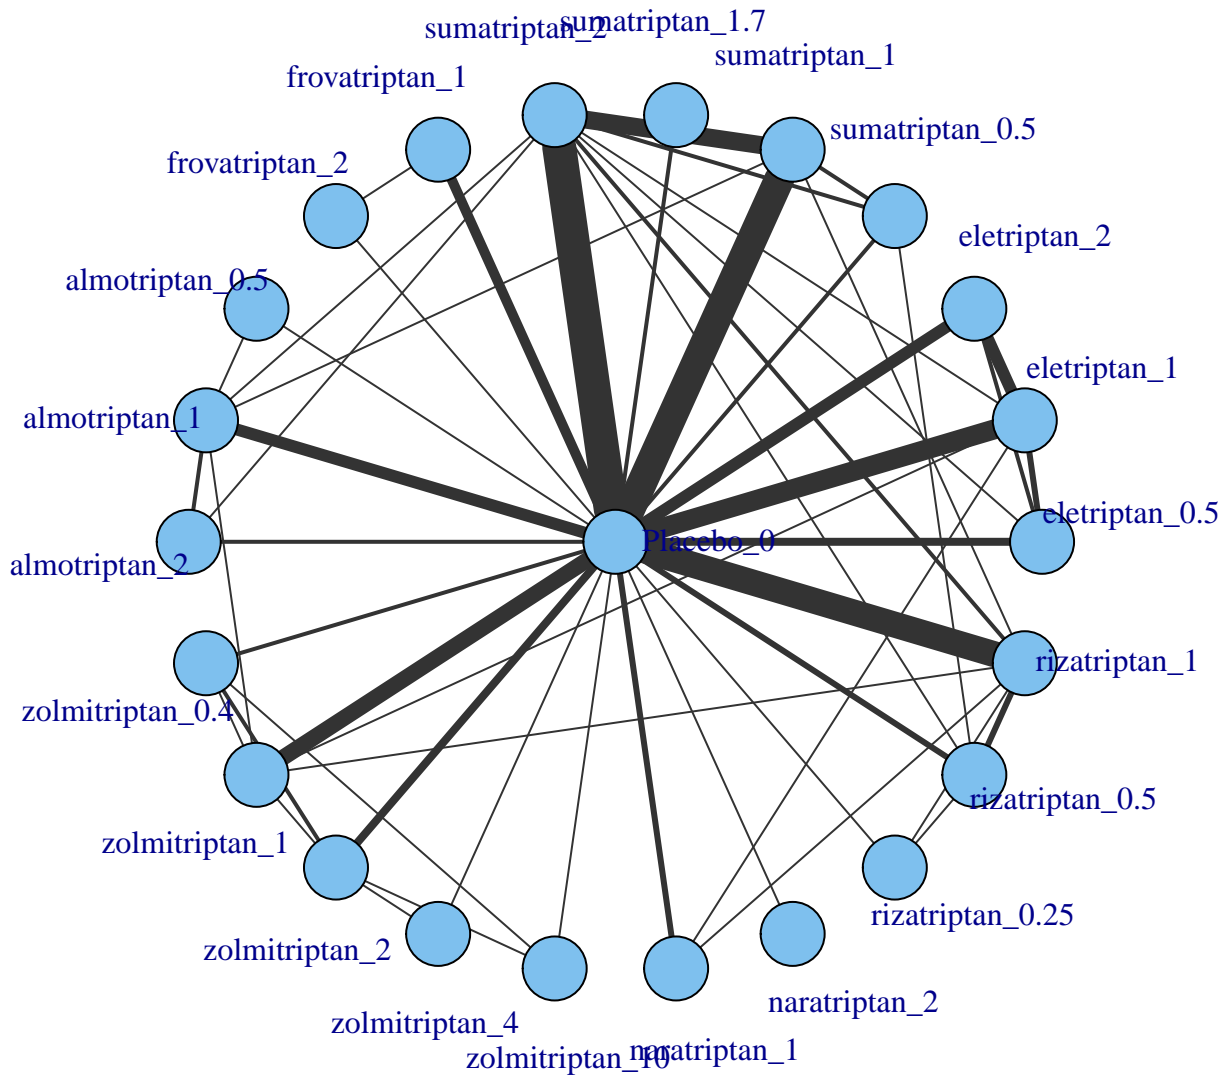 sumatriptan_2
sumatriptan_1.7
sumatriptan_1
frovatriptan_1
sumatriptan_0.5
frovatriptan_2
eletriptan_2
almotriptan_0.5
eletriptan_1
almotriptan_1
eletriptan_0.5
Placebo_0
almotriptan_2
rizatriptan_1
zolmitriptan_0.4
rizatriptan_0.5
zolmitriptan_1
rizatriptan_0.25
zolmitriptan_2
naratriptan_2
zolmitriptan_4
zolmitriptan_10
naratriptan_1